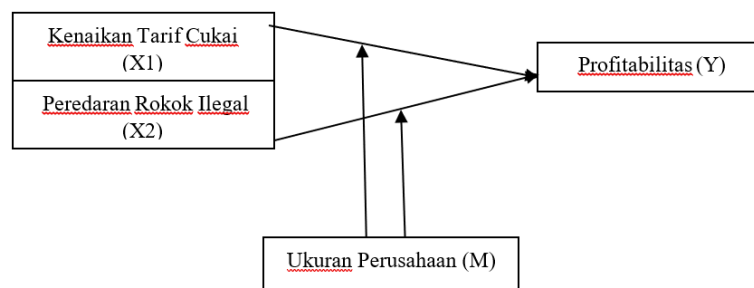 Kenaikan Tarif Cukai
(X1)
Peredaran Rokok Ilegal
(X2)
Profitabilitas (Y)
Ukuran Perusahaan (M)